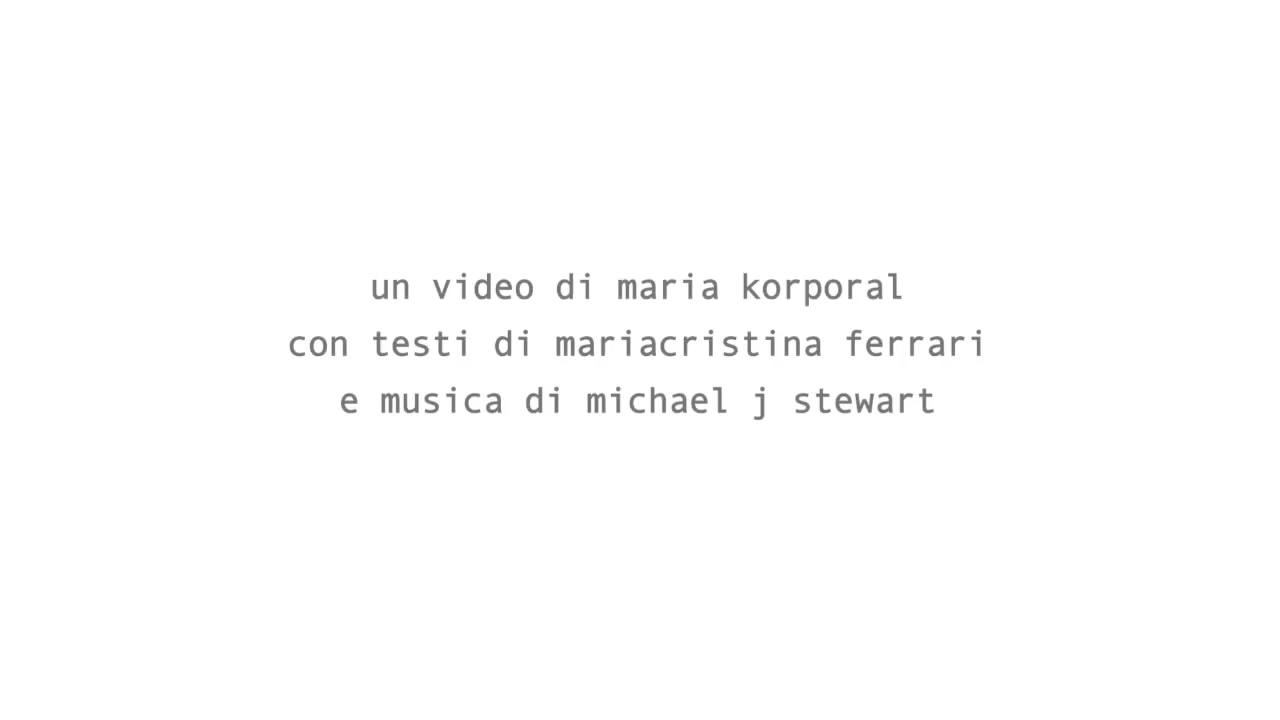 un video di maria korporal
con testi di mariacristina ferrari
e musica di michael j stewart